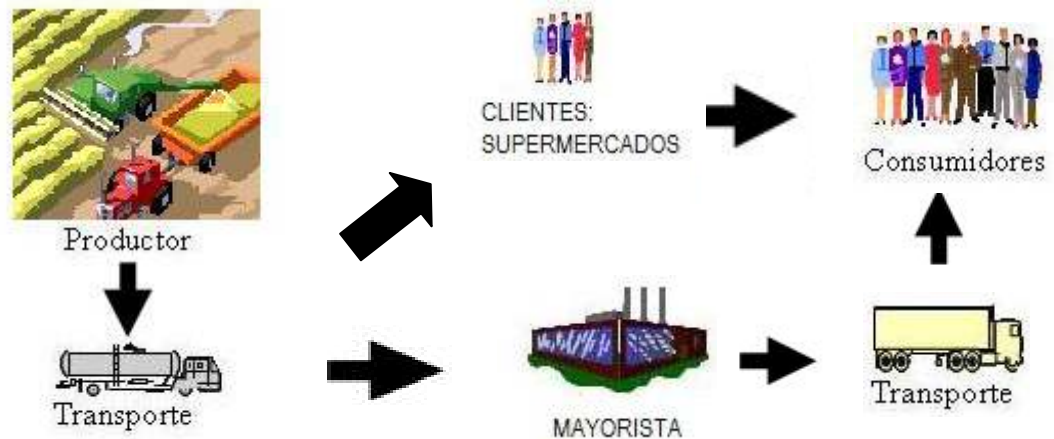 CLIENTES:
SUPERMERCADOS
Consumidores
Productor
Transporte
MAYORISTA
Transporte